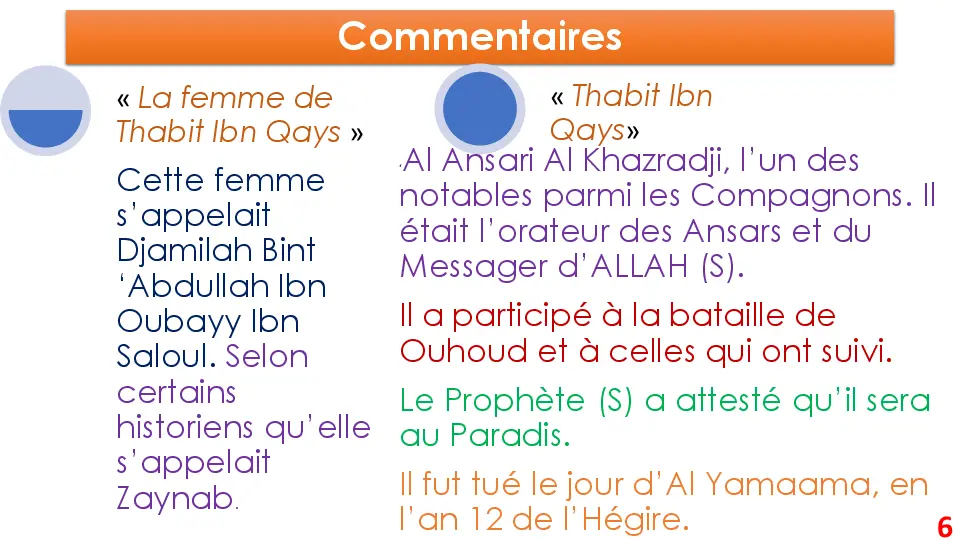 Commentaires
« La femme de
Thabit Ibn Qays »
Cette femme
s’appelait
Djamilah Bint
‘Abdullah Ibn
Oubayy Ibn
Saloul. Selon
certains
historiens qu’elle
s’appelait
Zaynab.
« Thabit Ibn
Qays»
Al Ansari Al Khazradji, l’un des
notables parmi les Compagnons. Il
était l’orateur des Ansars et du
Messager d’ALLAH (S).
Il a participé à la bataille de
Ouhoud et à celles qui ont suivi.
Le Prophète (S) a attesté qu’il sera
au Paradis.
Il fut tué le jour d’Al Yamaama, en
l’an 12 de l’Hégire.
6